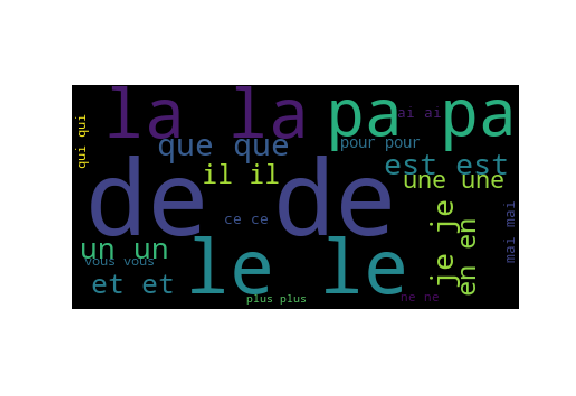 la la
pa pa
ai ai
qui qui
que que
pour pour
est est
il il
une une
de de
ce ce
je je
en en
mai mai
un un
vous vous
le le
et et
plus plus
ne ne